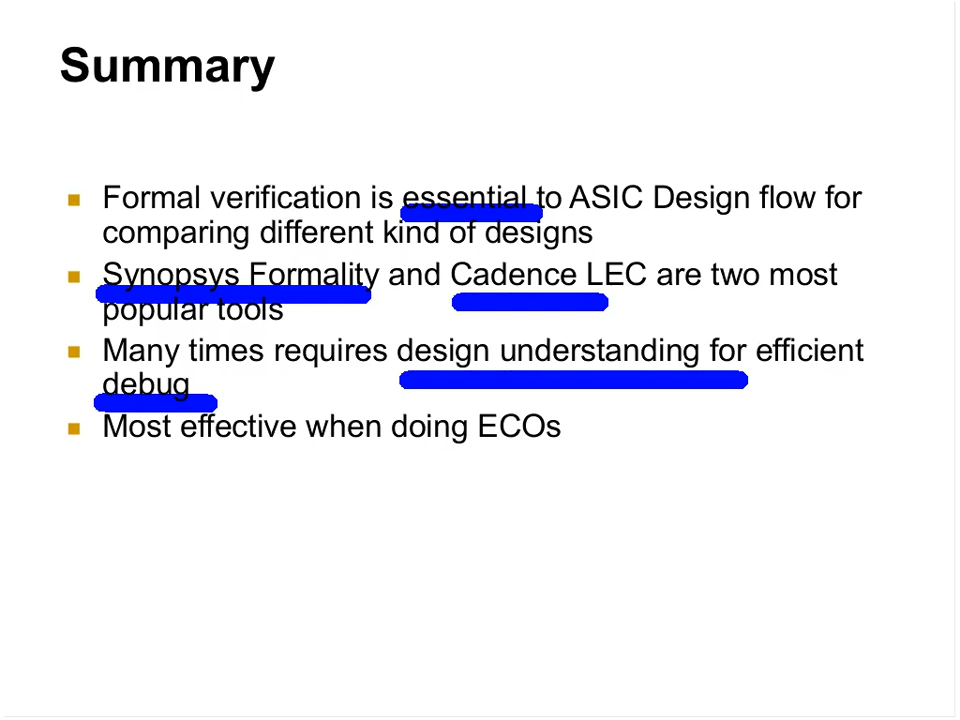 Summary
Formal verification is essential to ASIC Design flow for
comparing different kind of designs
Synopsys Formality and Cadence LEC are two most
popular tools
Many times requires design understanding for efficient
debug
Most effective when doing ECOs